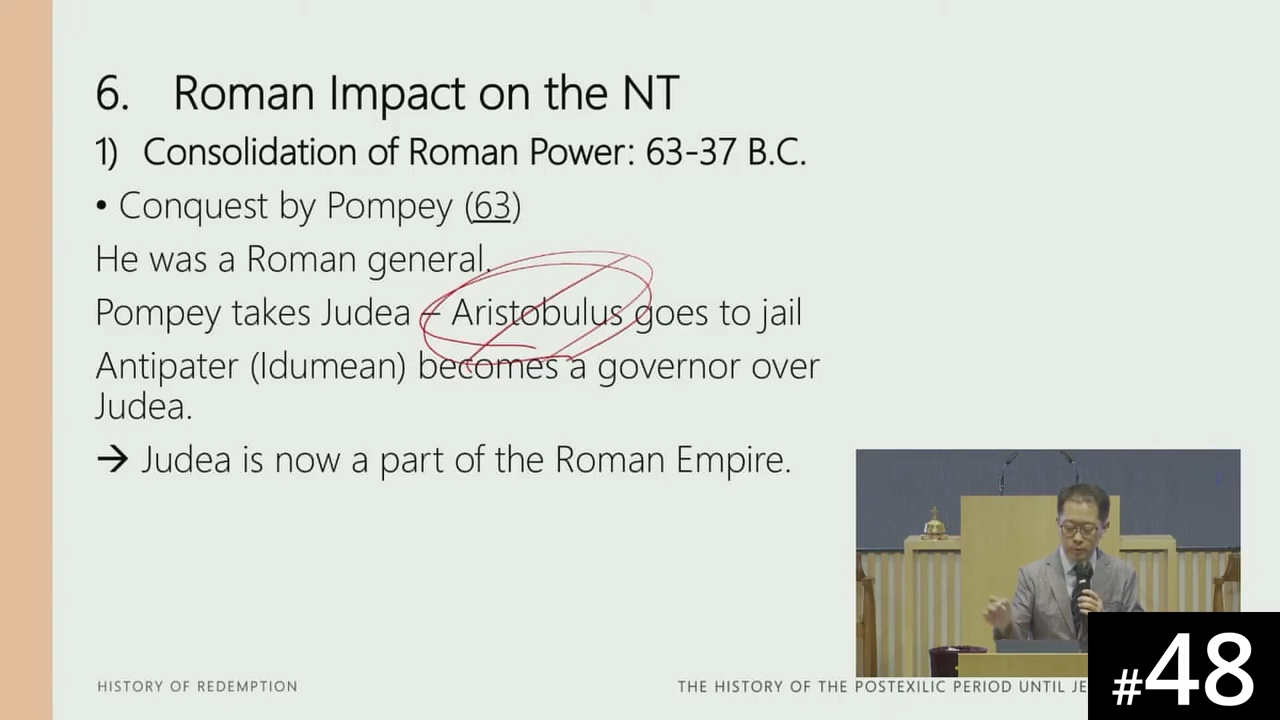 6. Roman Impact on the NT
1) Consolidation of Roman Power: 63-37 B.C.
• Conquest by Pompey (63)
He was a Roman general.
Pompey takes Judea – Aristobulus goes to jail
Antipater (Idumean) becomes a governor over
Judea.
→ Judea is now a part of the Roman Empire.
HISTORY OF REDEMPTION
THE HISTORY OF THE POSTEXILIC PERIOD UNTIL JE
#48